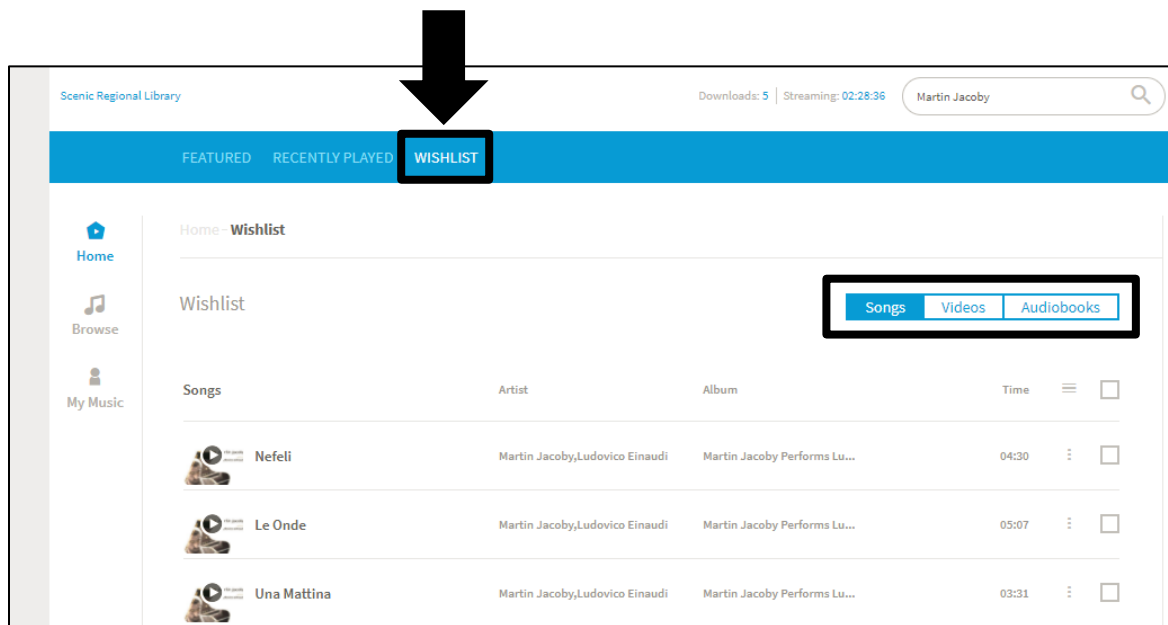 Scenic Regional Library
Downloads: 5 | Streaming: 02:28:36
Martin Jacoby
FEATURED RECENTLY PLAYED WISHLIST
Home - Wishlist
Home
Browse
My Music
Wishlist
Songs Videos Audiobooks
Songs Artist Album Time
Nefeli Martin Jacoby,Ludovico Einaudi Martin Jacoby Performs Lu... 04:30
Le Onde Martin Jacoby,Ludovico Einaudi Martin Jacoby Performs Lu... 05:07
Una Mattina Martin Jacoby,Ludovico Einaudi Martin Jacoby Performs Lu... 03:31